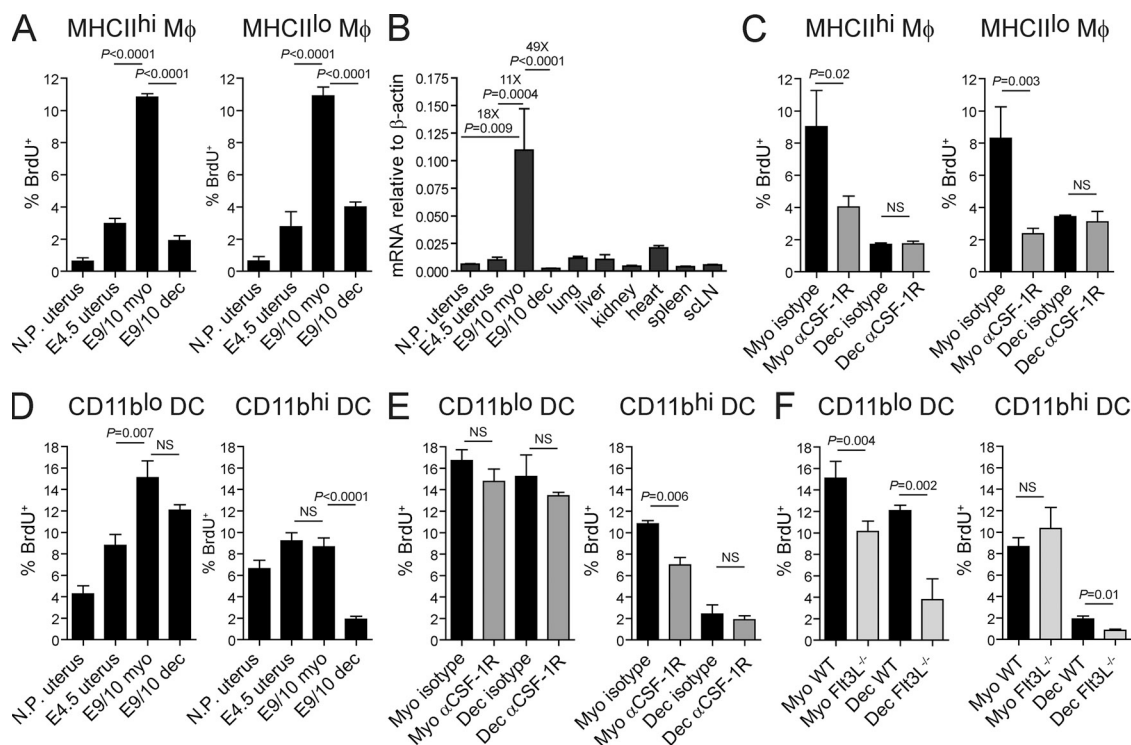 A
MHCIIhi Mϕ
MHCIIlo Mϕ
P<0.0001
P<0.0001
P<0.0001
P<0.0001
% BrdU+
12
10
8
6
4
2
0
N.P. uterus
E4.5 uterus
E9/10 myo
E9/10 dec
% BrdU+
12
10
8
6
4
2
0
N.P. uterus
E4.5 uterus
E9/10 myo
E9/10 dec
B
49X
P<0.0001
11X
P=0.0004
18X
P=0.009
mRNA relative to β-actin
0.175
0.150
0.125
0.100
0.075
0.050
0.025
0.000
N.P. uterus
E4.5 uterus
E9/10 myo
E9/10 dec
lung
liver
kidney
heart
spleen
scLN
C
MHCIIhi Mϕ
MHCIIlo Mϕ
P=0.02
NS
P=0.003
NS
% BrdU+
12
10
8
6
4
2
0
Myo isotype
Myo αCSF-1R
Dec isotype
Dec αCSF-1R
% BrdU+
12
10
8
6
4
2
0
Myo isotype
Myo αCSF-1R
Dec isotype
Dec αCSF-1R
D
CD11blo DC
CD11bhi DC
P=0.007
NS
NS
P<0.0001
% BrdU+
18
16
14
12
10
8
6
4
2
0
N.P. uterus
E4.5 uterus
E9/10 myo
E9/10 dec
% BrdU+
18
16
14
12
10
8
6
4
2
0
N.P. uterus
E4.5 uterus
E9/10 myo
E9/10 dec
E
CD11blo DC
CD11bhi DC
NS
NS
P=0.006
NS
% BrdU+
18
16
14
12
10
8
6
4
2
0
Myo isotype
Myo αCSF-1R
Dec isotype
Dec αCSF-1R
% BrdU+
18
16
14
12
10
8
6
4
2
0
Myo isotype
Myo αCSF-1R
Dec isotype
Dec αCSF-1R
F
CD11blo DC
CD11bhi DC
P=0.004
P=0.002
NS
P=0.01
% BrdU+
18
16
14
12
10
8
6
4
2
0
Myo WT
Myo Flt3L-/-
Dec WT
Dec Flt3L-/-
% BrdU+
18
16
14
12
10
8
6
4
2
0
Myo WT
Myo Flt3L-/-
Dec WT
Dec Flt3L-/-